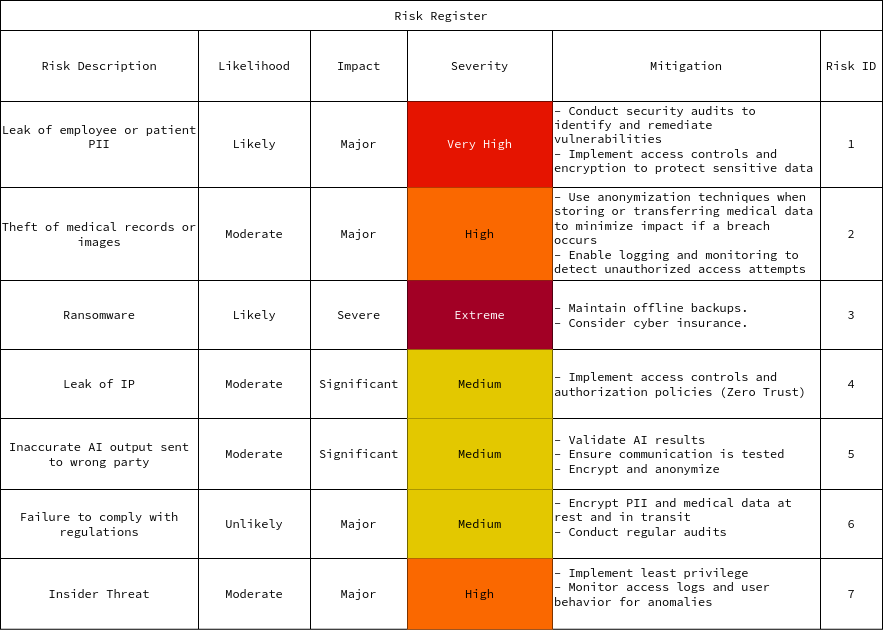 Risk Register
Risk Description Likelihood Impact Severity Mitigation Risk ID
Leak of employee or patient
PII
Likely
Major
Very High
- Conduct security audits to
identify and remediate
vulnerabilities
- Implement access controls and
encryption to protect sensitive data
1
Theft of medical records or
images
Moderate
Major
High
- Use anonymization techniques when
storing or transferring medical data
to minimize impact if a breach
occurs
- Enable logging and monitoring to
detect unauthorized access attempts
2
Ransomware
Likely
Severe
Extreme
- Maintain offline backups.
- Consider cyber insurance.
3
Leak of IP
Moderate
Significant
Medium
- Implement access controls and
authorization policies (Zero Trust)
4
Inaccurate AI output sent
to wrong party
Moderate
Significant
Medium
- Validate AI results
- Ensure communication is tested
- Encrypt and anonymize
5
Failure to comply with
regulations
Unlikely
Major
Medium
- Encrypt PII and medical data at
rest and in transit
- Conduct regular audits
6
Insider Threat
Moderate
Major
High
- Implement least privilege
- Monitor access logs and user
behavior for anomalies
7